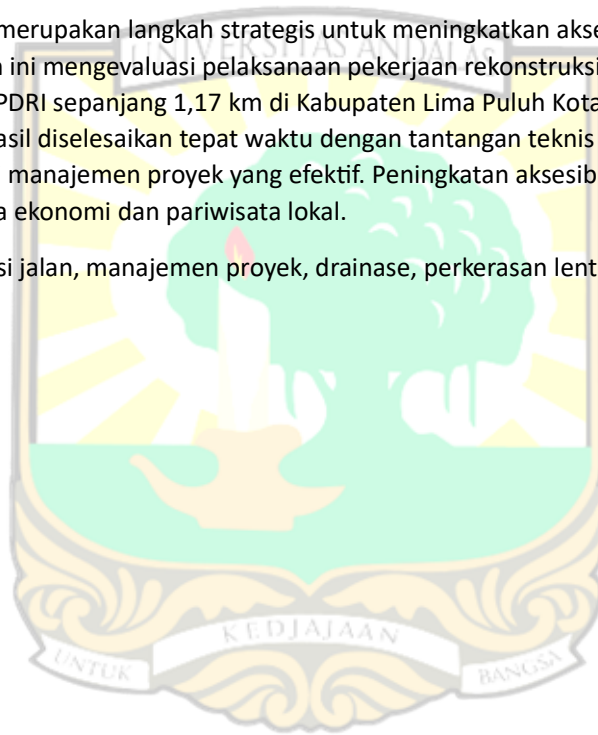 merupakan langkah strategis untuk meningkatkan akse
UNIVERSITAS ANDALAS
ini mengevaluasi pelaksanaan pekerjaan rekonstruksi
PDRI sepanjang 1,17 km di Kabupaten Lima Puluh Kota
asil diselesaikan tepat waktu dengan tantangan teknis
manajemen proyek yang efektif. Peningkatan aksesib
a ekonomi dan pariwisata lokal.
si jalan, manajemen proyek, drainase, perkerasan lent
KEDJAJAAN
UNTUK
BANGSA